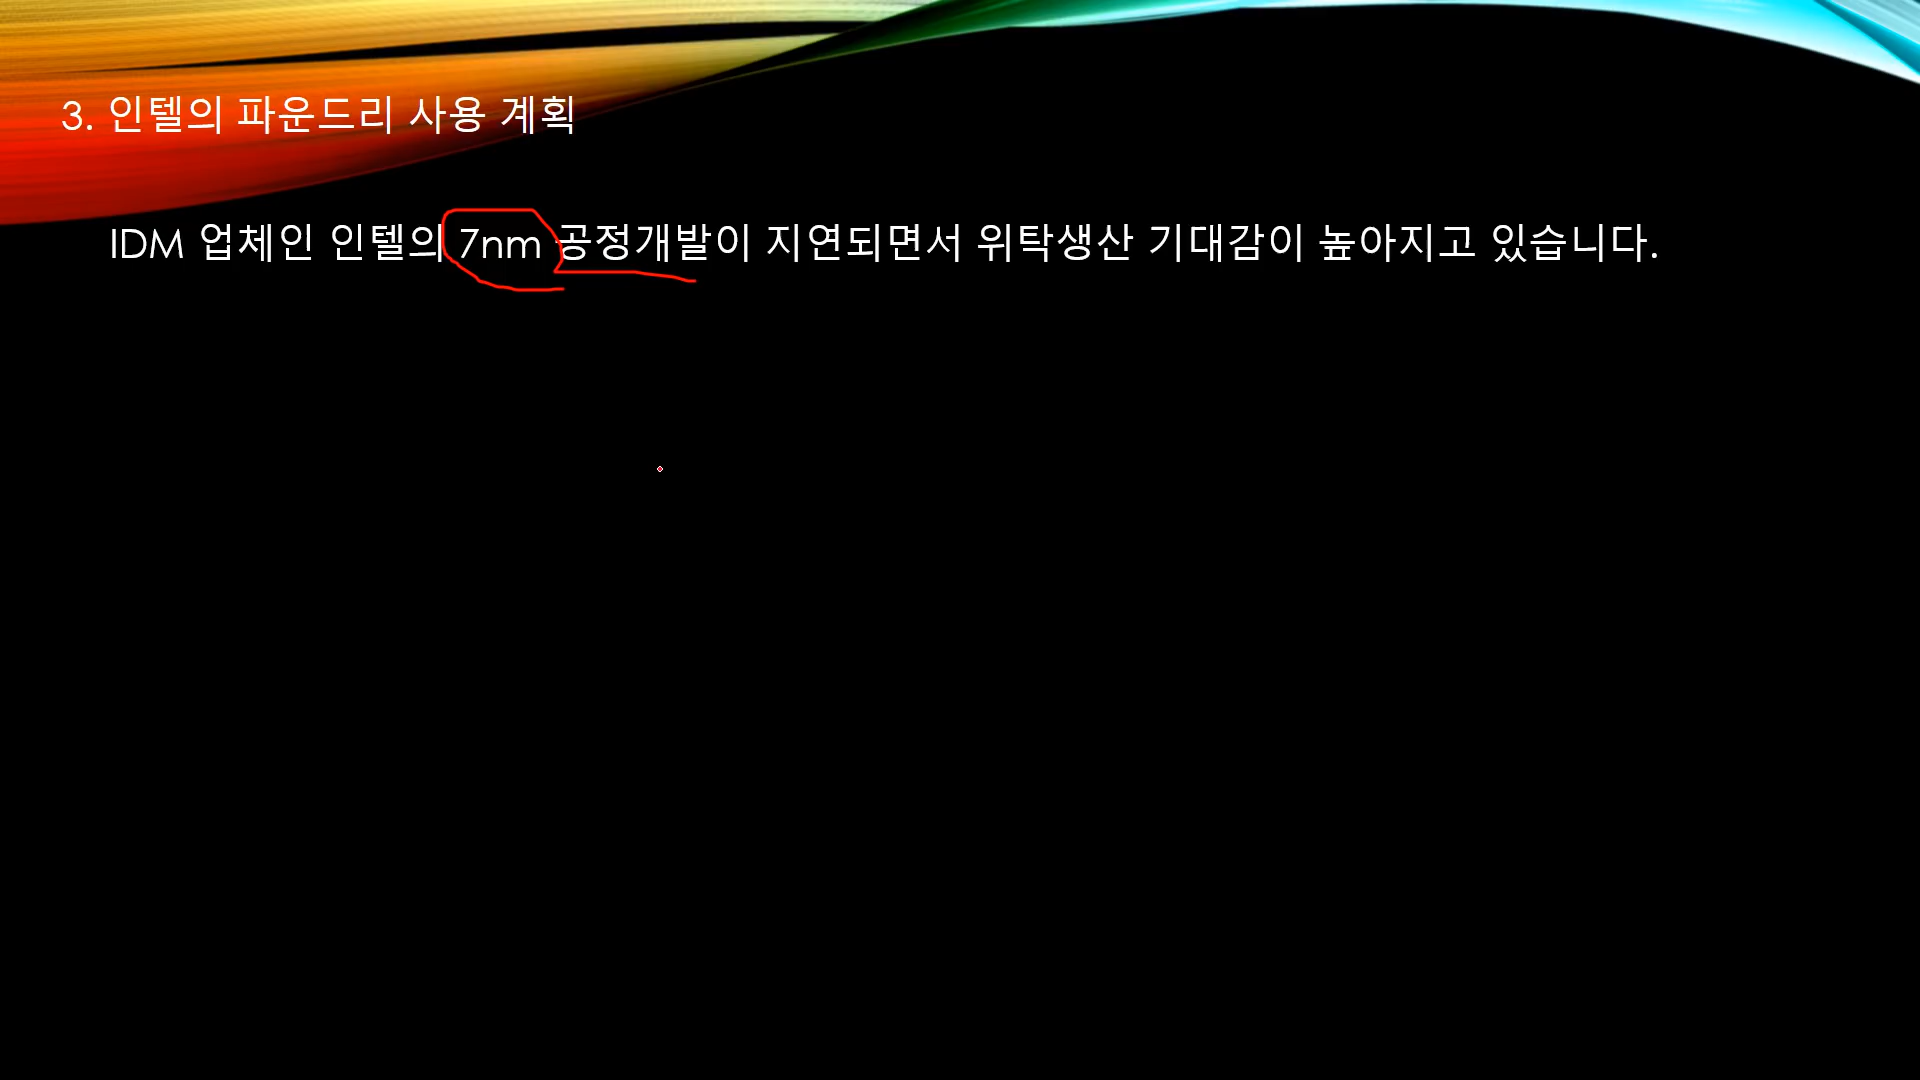 3. 인텔의 파운드리 사용 계획
IDM 업체인 인텔의 7nm 공정개발이 지연되면서 위탁생산 기대감이 높아지고 있습니다.